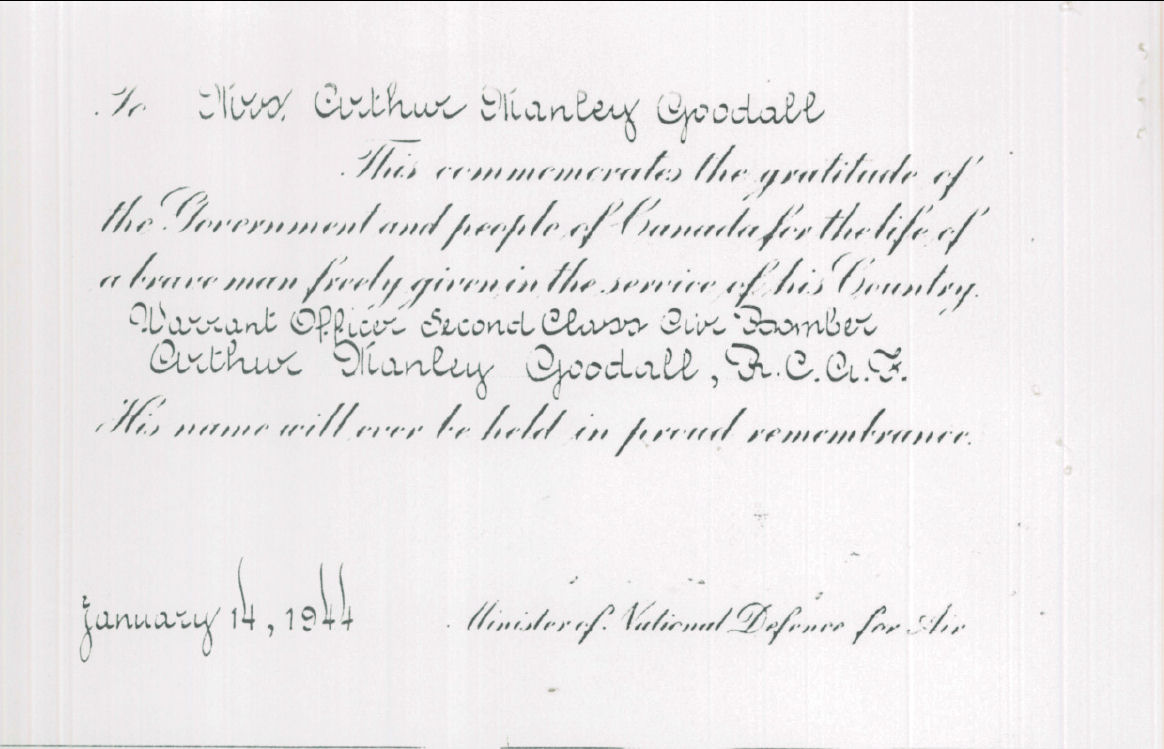 To Mrs. Arthur Manley Goodall
This commemorates the gratitude of
the Government and people of Canada for the life of
a brave man freely given in the service of his Country.
Warrant Officer Second Class Air Bomber
Arthur Manley Goodall, R.C.A.F.
His name will ever be held in proud remembrance.
January 14, 1944 Minister of National Defence for Air